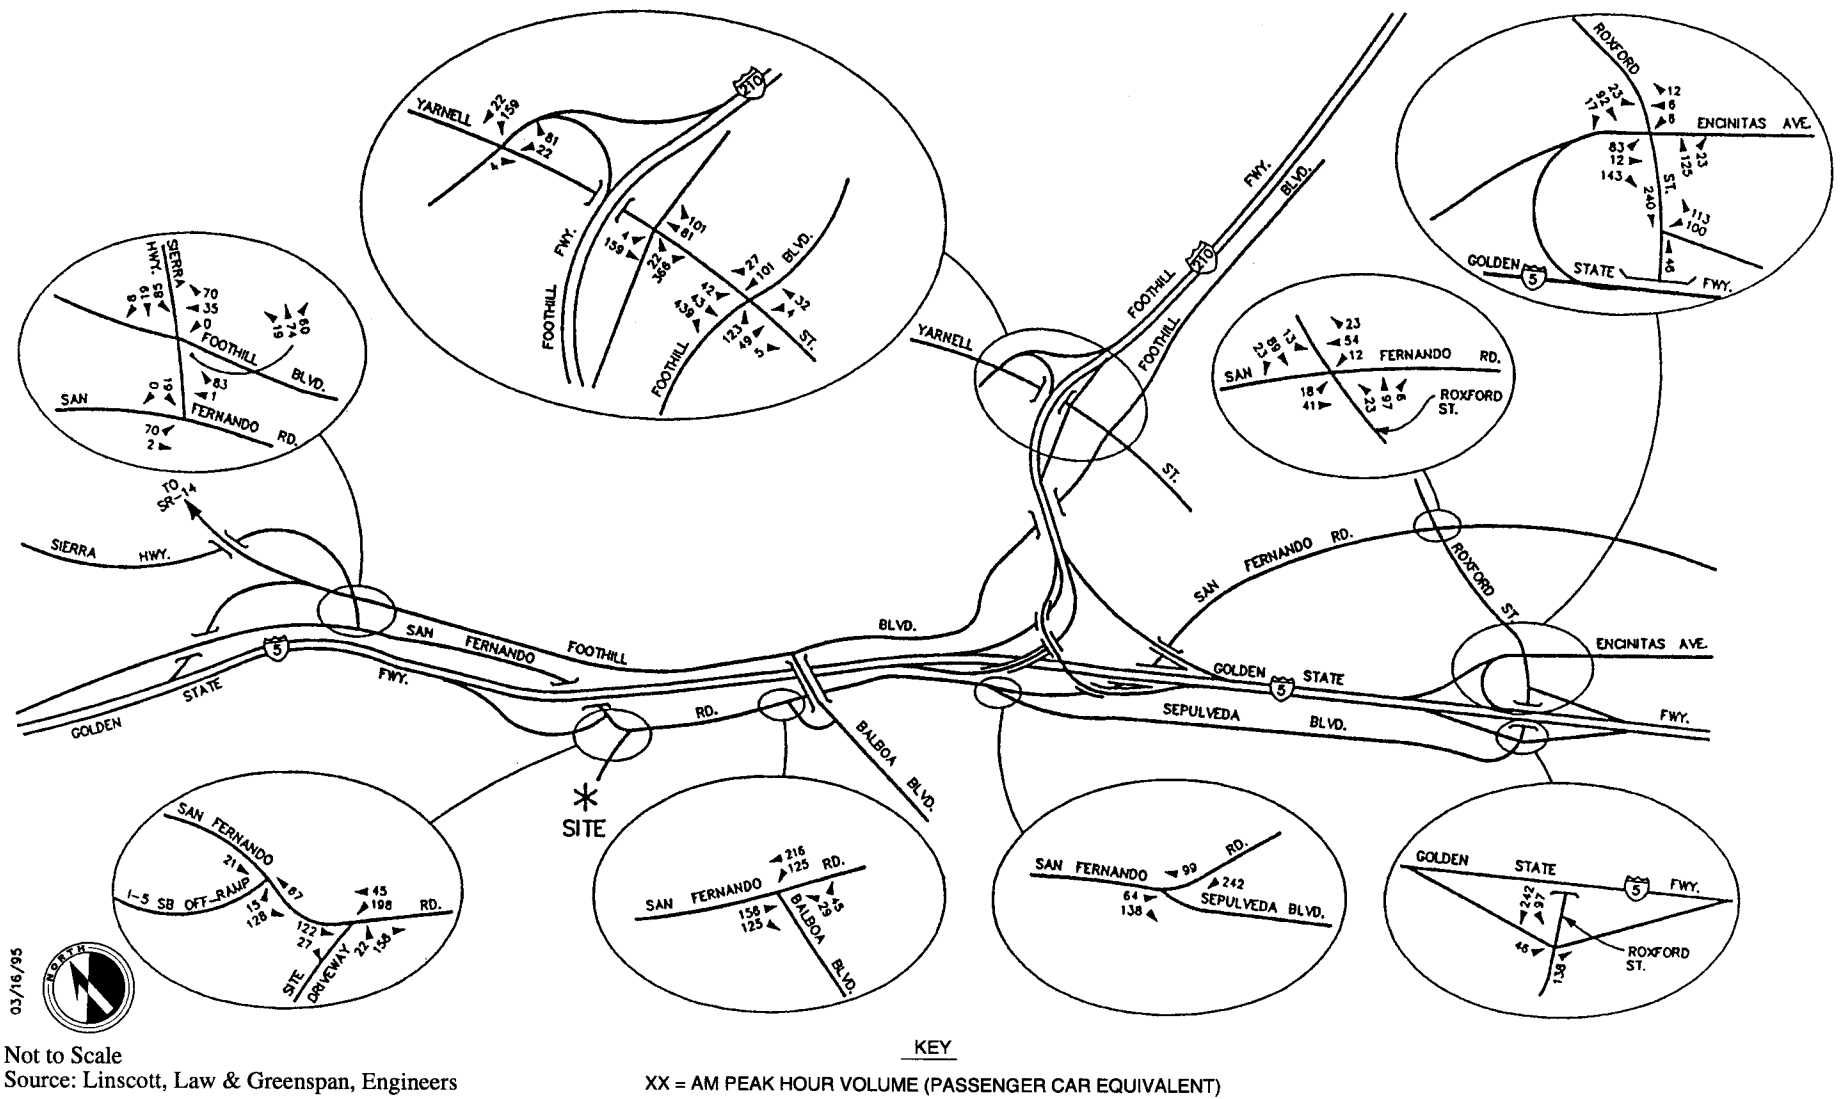 YARNELL
22
159
81
22
4
210
FWY.
FOOTHILL
101
81
4
159
22
366
27
101
BLVD.
42
43
439
123
49
5
32
4
ST.
FOOTHILL
ROXFORD
23
92
17
12
6
6
ENCINITAS AVE.
83
12
143
125
23
ST.
240
113
100
46
GOLDEN
5
STATE
FWY.
SIERRA
HWY.
8
19
85
70
35
0
19
74
60
FOOTHILL
BLVD.
0
19
83
1
SAN
FERNANDO
RD.
70
2
FWY.
BLVD.
210
FOOTHILL
FOOTHILL
YARNELL
ST.
13
89
23
23
54
12
SAN
FERNANDO
RD.
18
41
23
97
6
ROXFORD
ST.
TO
SR-14
SIERRA
HWY.
SAN
FERNANDO
RD.
ROXFORD
ST.
ENCINITAS AVE.
5
GOLDEN
STATE
FWY.
SAN
FERNANDO
FOOTHILL
BLVD.
RD.
GOLDEN
STATE
5
FWY.
BALBOA
BLVD.
SEPULVEDA
BLVD.
SITE
SAN FERNANDO
21
I-5 SB OFF-RAMP
67
15
128
45
198
RD.
122
27
22
156
SITE
DRIVEWAY
216
125
RD.
SAN
FERNANDO
156
125
29
45
BALBOA
BLVD.
SAN
FERNANDO
RD.
99
242
64
138
SEPULVEDA BLVD.
GOLDEN
STATE
5
FWY.
242
97
46
138
ROXFORD
ST.
03/16/95
NORTH
Not to Scale
Source: Linscott, Law & Greenspan, Engineers
KEY
XX = AM PEAK HOUR VOLUME (PASSENGER CAR EQUIVALENT)